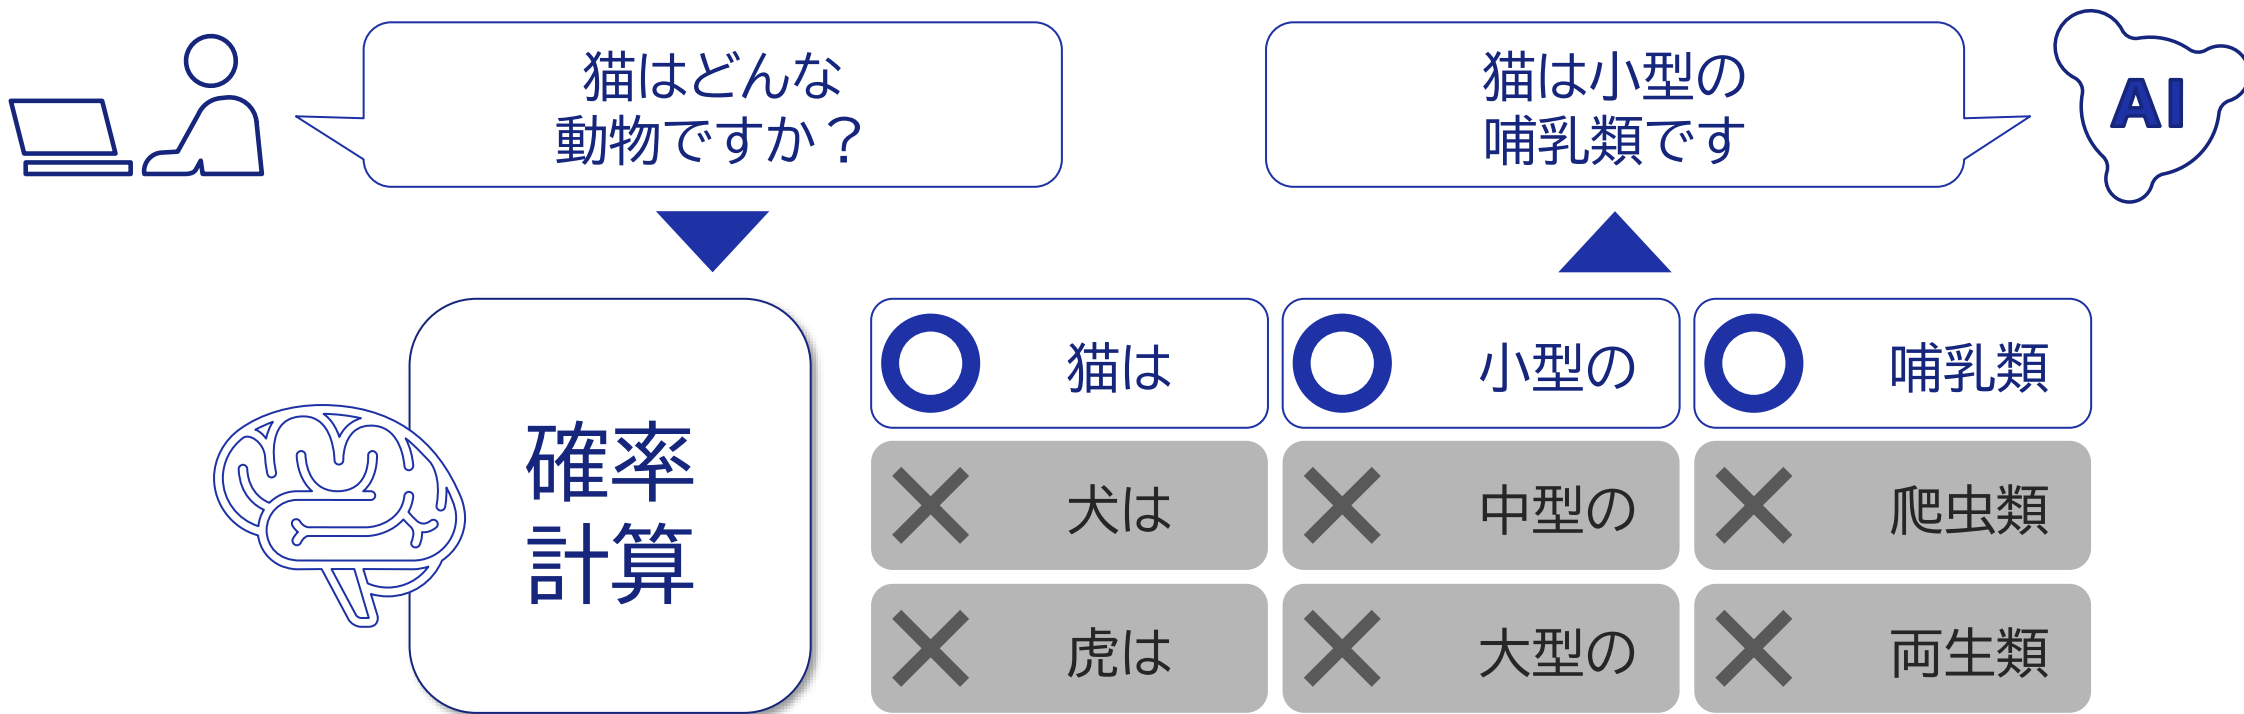 猫はどんな
動物ですか？
猫は小型の
哺乳類です
AI
確率
計算
猫は
小型の
哺乳類
犬は
中型の
爬虫類
虎は
大型の
両生類